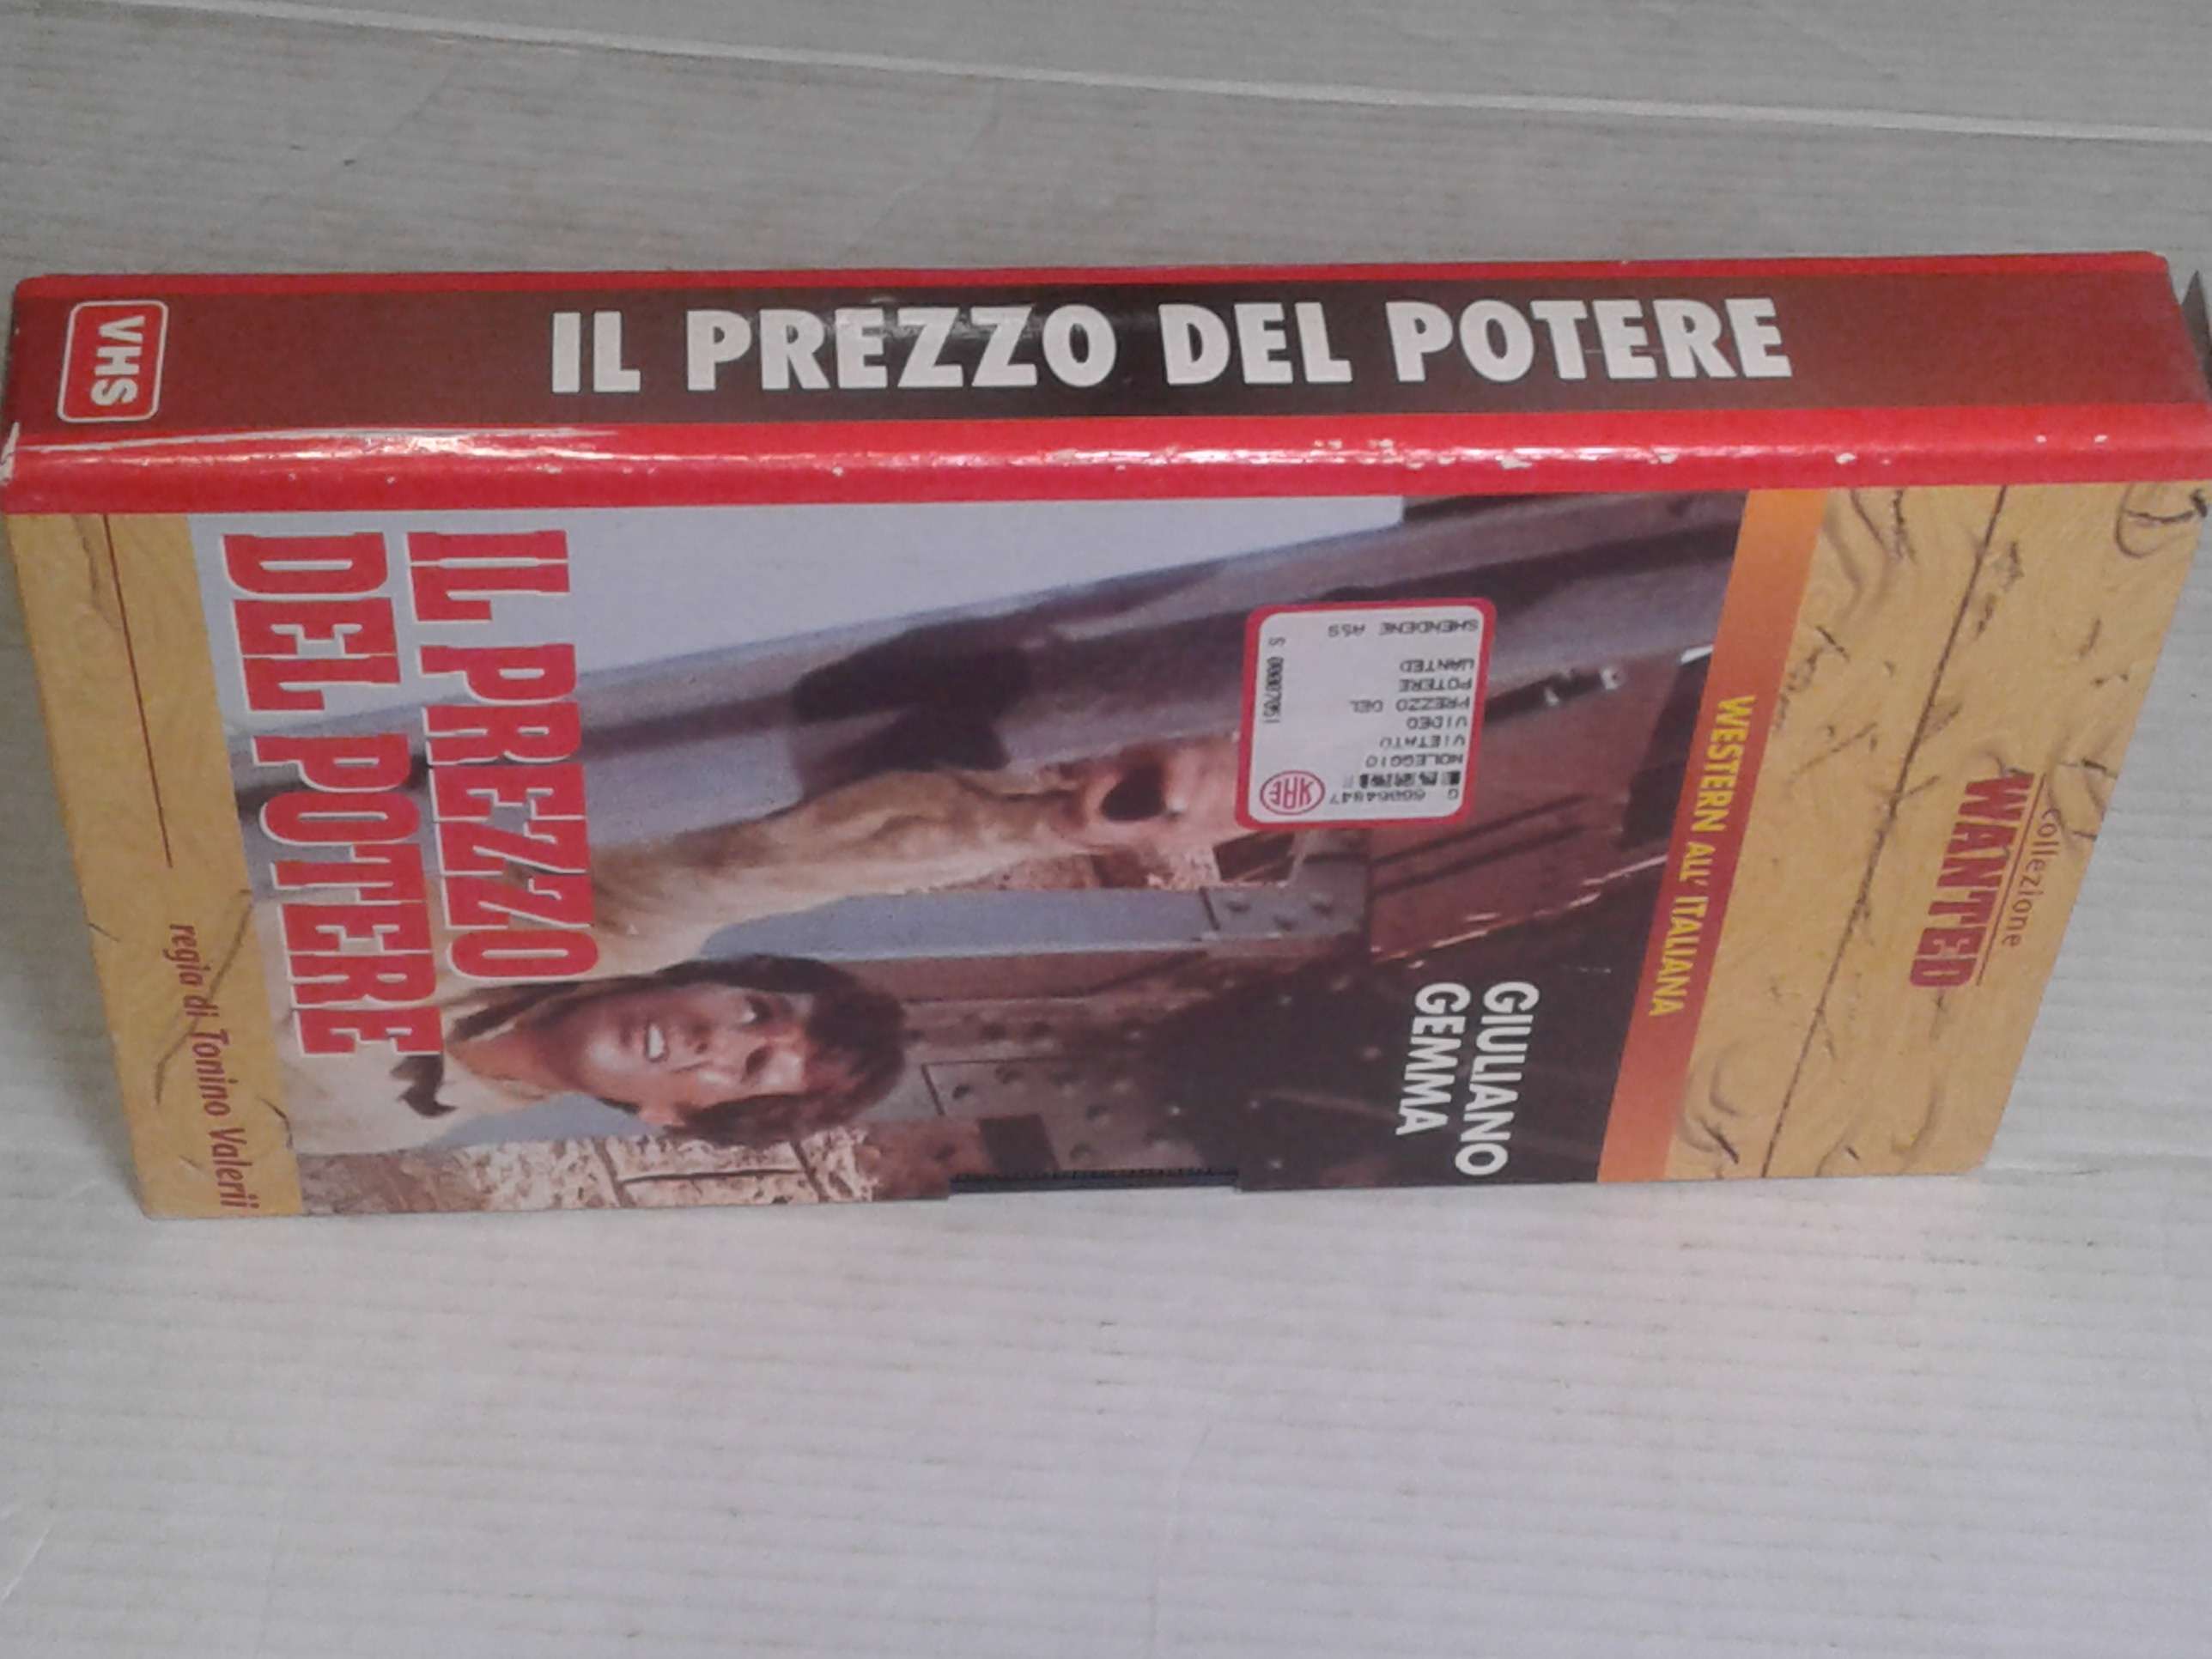 VHS
IL PREZZO DEL POTERE
collezione
WANTED
WESTERN ALL'ITALIANA
GIULIANO
GEMMA
NOLEGGIO
VIETATO
VIDEO
PREZZO DEL
POTERE
WANTED
SIAE
IL PREZZO
DEL POTERE
regia di Tonino Valerii